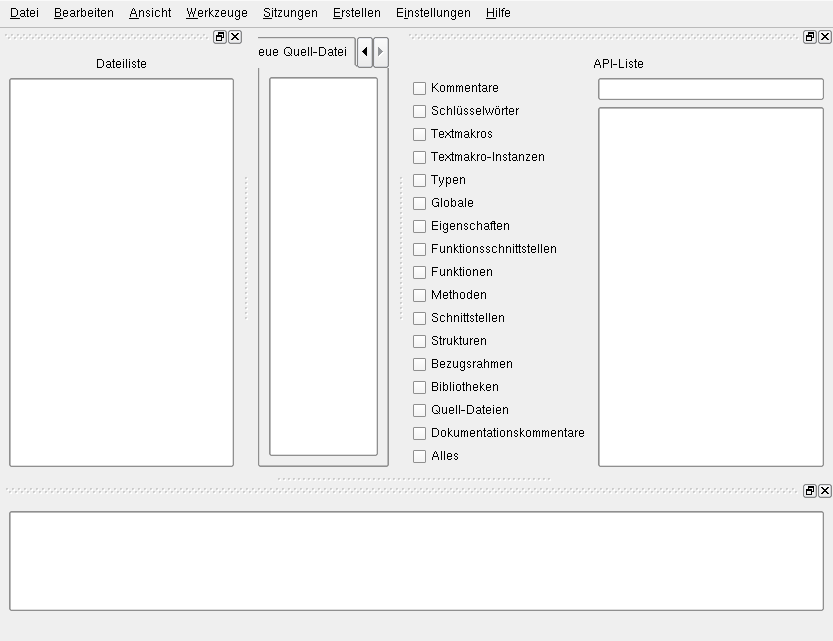 Datei Bearbeiten Ansicht Werkzeuge Sitzungen Erstellen Einstellungen Hilfe
Dateiliste
eue Quell-Datei
API-Liste
Kommentare
Schlüsselwörter
Textmakros
Textmakro-Instanzen
Typen
Globale
Eigenschaften
Funktionsschnittstellen
Funktionen
Methoden
Schnittstellen
Strukturen
Bezugsrahmen
Bibliotheken
Quell-Dateien
Dokumentationskommentare
Alles